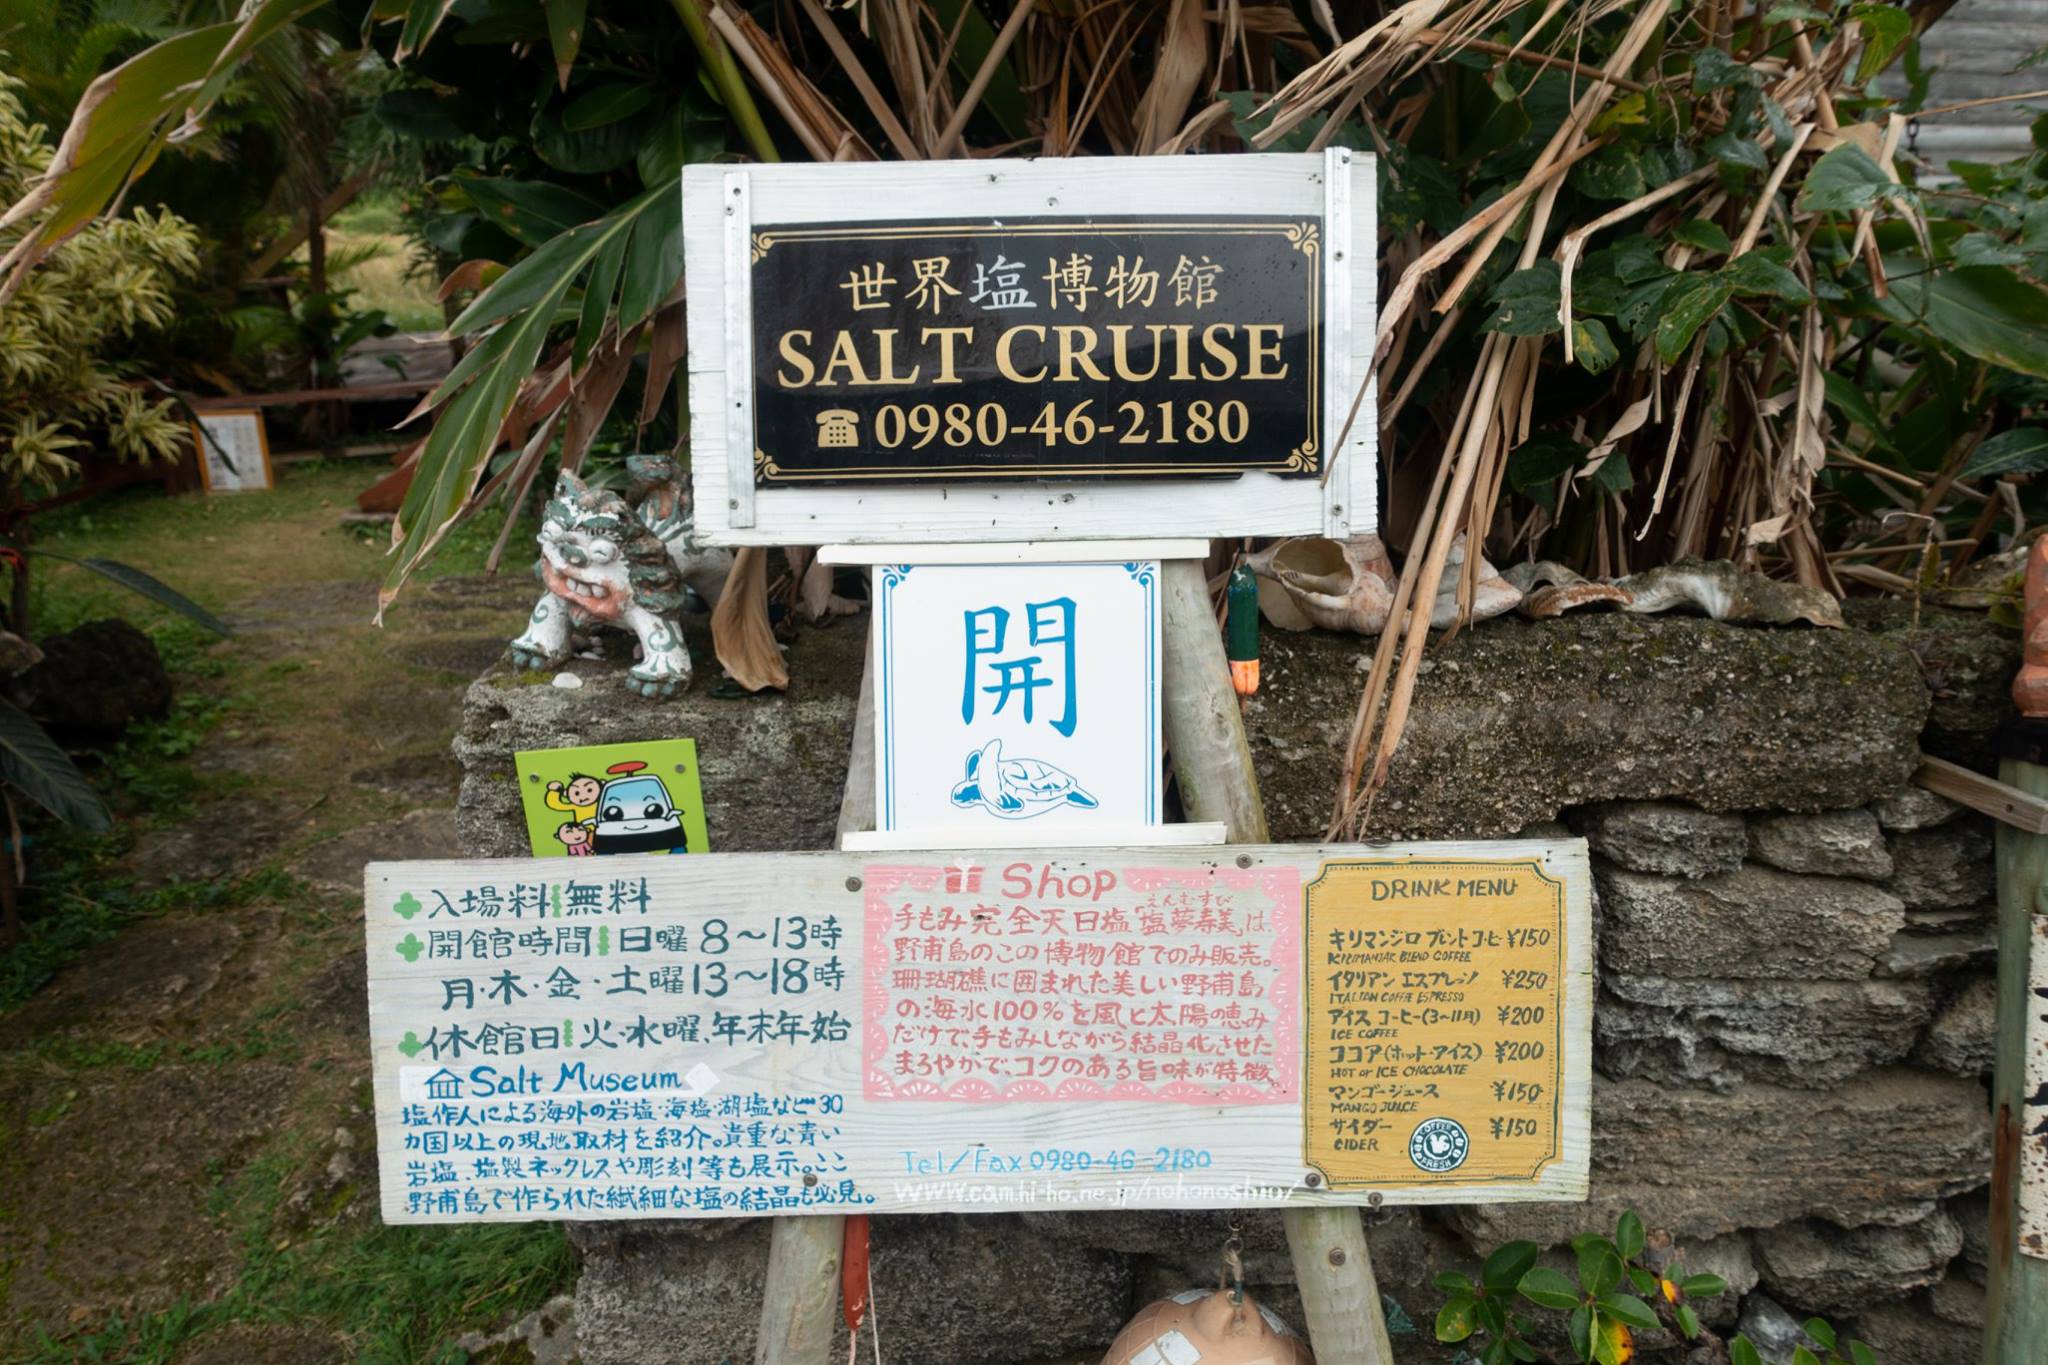 世界塩博物館
SALT CRUISE
0980-46-2180
開
入場料 無料
開館時間 日曜 8〜13時
月・木・金・土曜13〜18時
休館日 火・水曜、年末年始
Salt Museum
塩作人による海外の岩塩・海塩・湖塩など30
カ国以上の現地取材を紹介。貴重な青い
岩塩、塩製ネックレスや彫刻等も展示。ここ
野甫島で作られた繊細な塩の結晶も必見。
Shop
えんむすび
手もみ完全天日塩「塩夢寿美」は、
野甫島のこの博物館でのみ販売。
珊瑚礁に囲まれた美しい野甫島
の海水100%を風と太陽の恵み
だけで、手もみしながら結晶化させた
まろやかで、コクのある旨味が特徴。
Tel/Fax 0980-46-2180
DRINK MENU
キリマンジロ ブレンドコーヒー ¥150
KILIMANJAR BLEND COFFEE
イタリアン エスプレッソ ¥250
ITALIAN COFFE ESPRESSO
アイス コーヒー(3〜11月) ¥200
ICE COFFEE
ココア(ホット・アイス) ¥200
HOT or ICE CHOCOLATE
マンゴージュース ¥150
MANGO JUICE
サイダー ¥150
CIDER
COFFEE
FRESH